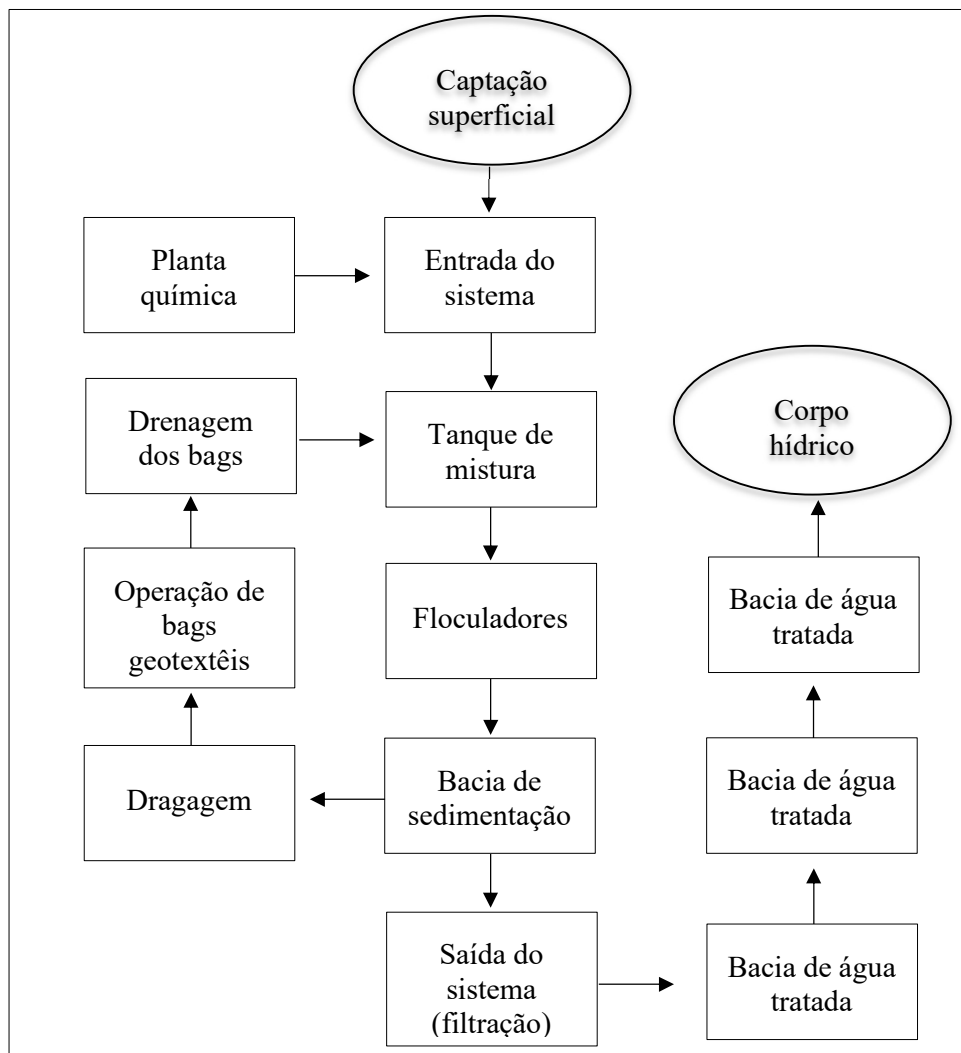 Captação
superficial
Planta
química
Entrada do
sistema
Drenagem
dos bags
Tanque de
mistura
Corpo
hídrico
Operação de
bags
geotextêis
Floculadores
Bacia de água
tratada
Dragagem
Bacia de
sedimentação
Bacia de água
tratada
Saída do
sistema
(filtração)
Bacia de água
tratada